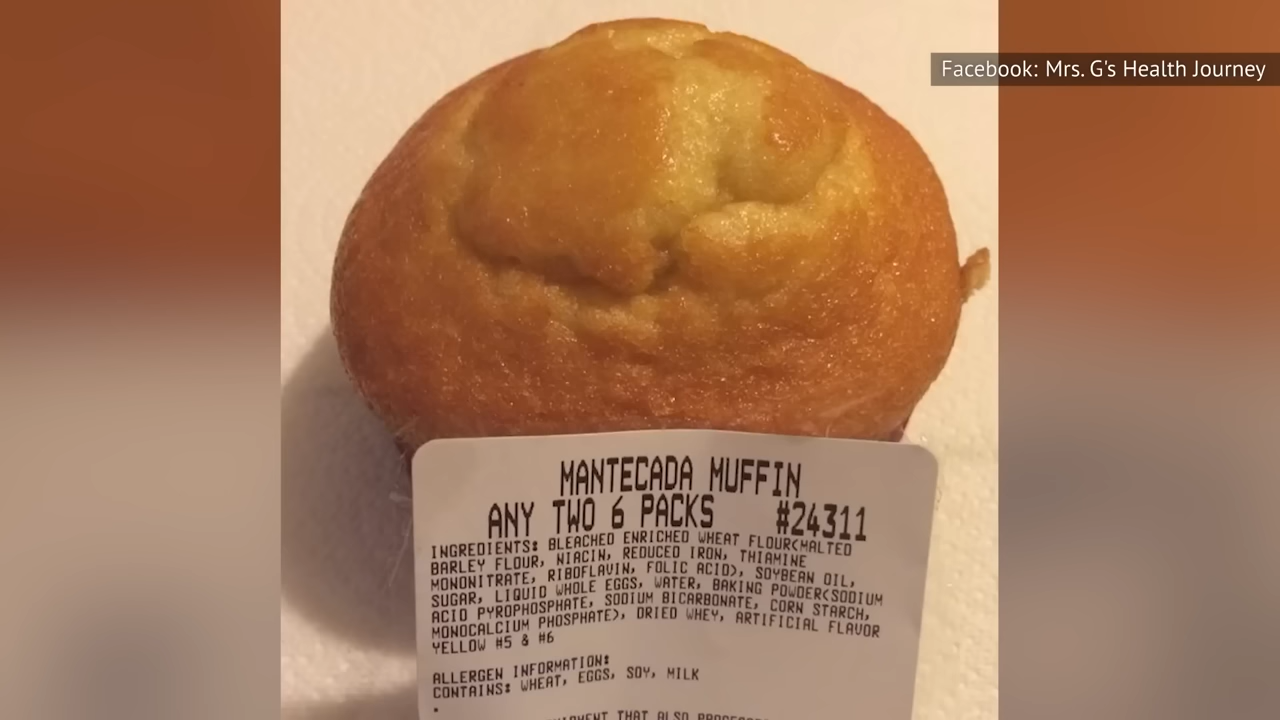 Facebook: Mrs. G's Health Journey
MANTECADA MUFFIN
ANY TWO 6 PACKS #24311
INGREDIENTS: BLEACHED ENRICHED WHEAT FLOUR(MALTED
BARLEY FLOUR, NIACIN, REDUCED IRON, THIAMINE
MONONITRATE, RIBOFLAVIN, FOLIC ACID), SOYBEAN OIL,
SUGAR, LIQUID WHOLE EGGS, WATER, BAKING POWDER(SODIUM
ACID PYROPHOSPHATE, SODIUM BICARBONATE, CORN STARCH,
MONOCALCIUM PHOSPHATE), DRIED WHEY, ARTIFICIAL FLAVOR
YELLOW #5 & #6
ALLERGEN INFORMATION:
CONTAINS: WHEAT, EGGS, SOY, MILK
.
THAT ALSO